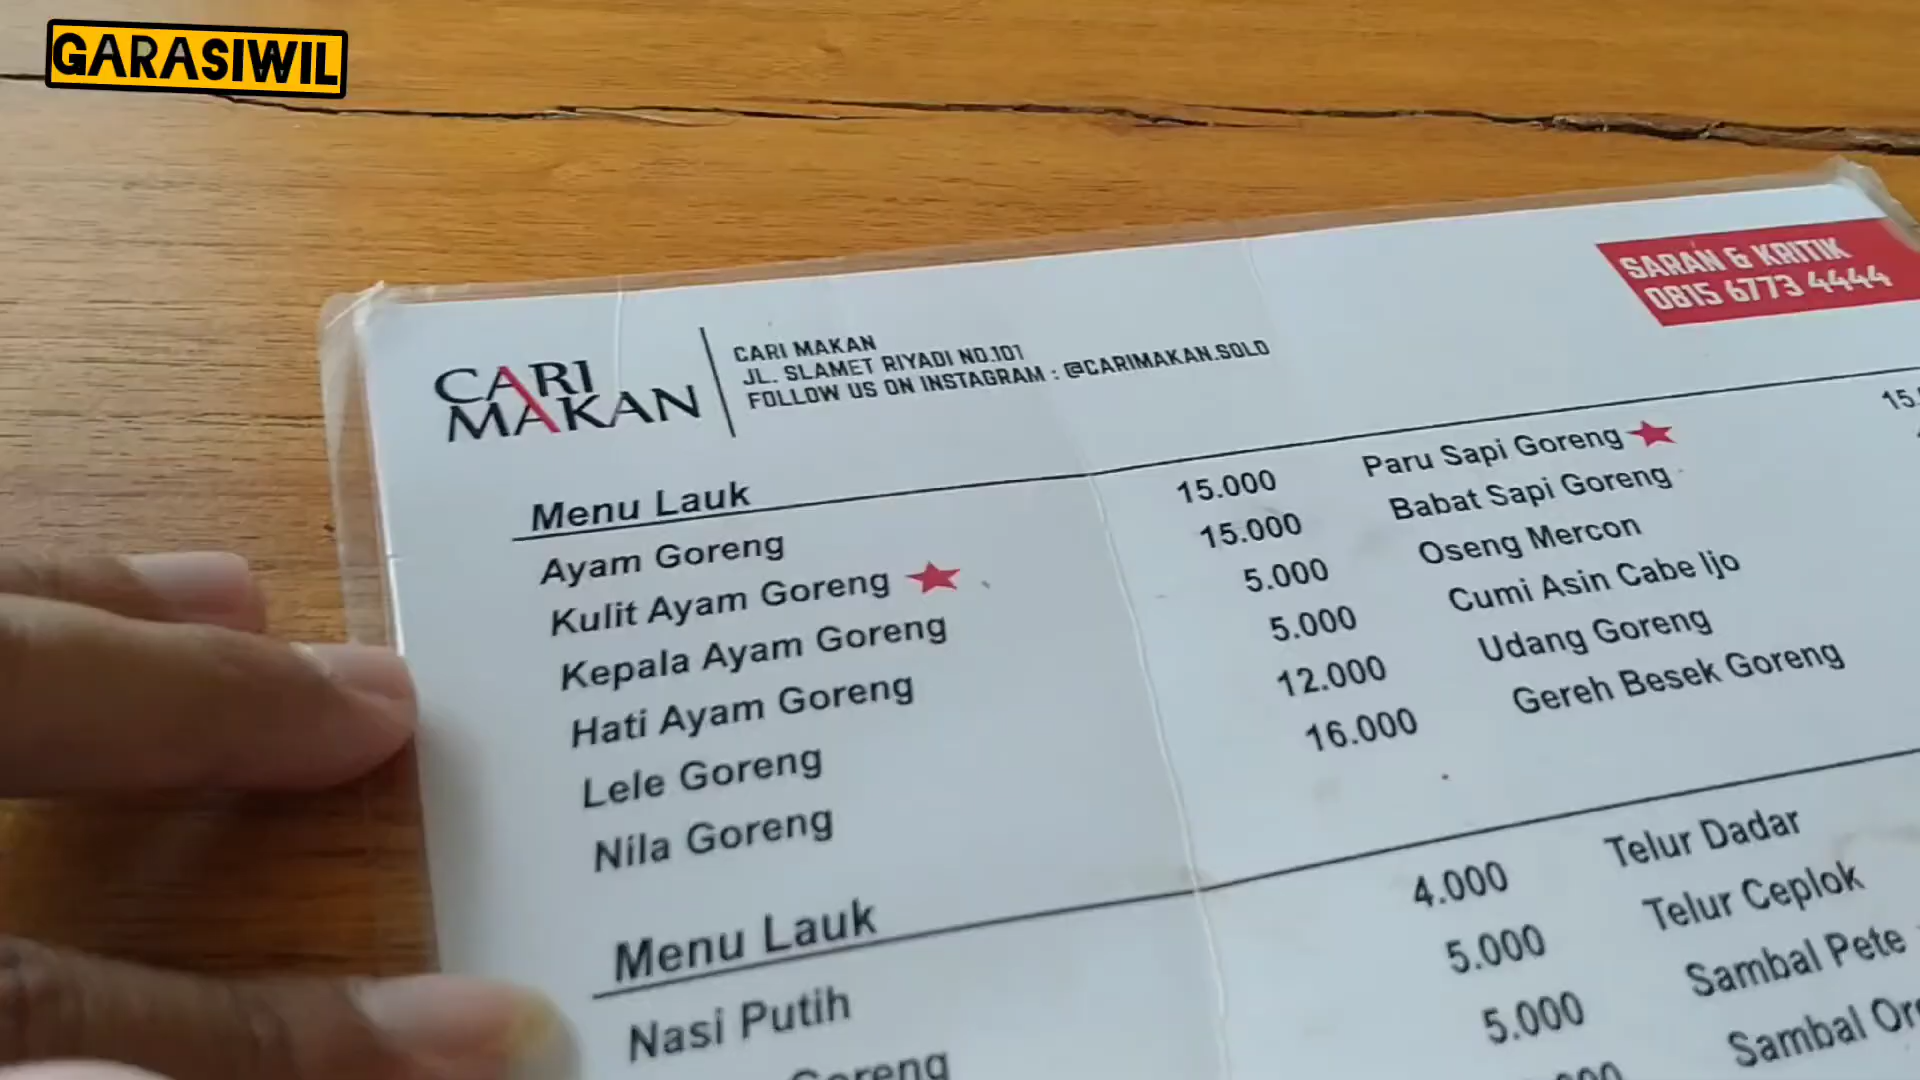 GARASIWIL
SARAN & KRITIK
0815 6773 4444
CARI
MAKAN
CARI MAKAN
JL. SLAMET RIYADI NO.101
FOLLOW US ON INSTAGRAM : @CARIMAKAN.SOLO
Menu Lauk
Ayam Goreng 15.000
Kulit Ayam Goreng 15.000
Kepala Ayam Goreng 5.000
Hati Ayam Goreng 5.000
Lele Goreng 12.000
Nila Goreng 16.000
Paru Sapi Goreng
Babat Sapi Goreng
Oseng Mercon
Cumi Asin Cabe Ijo
Udang Goreng
Gereh Besek Goreng
Menu Lauk
Nasi Putih 4.000
5.000
5.000
Telur Dadar
Telur Ceplok
Sambal Pete
Sambal